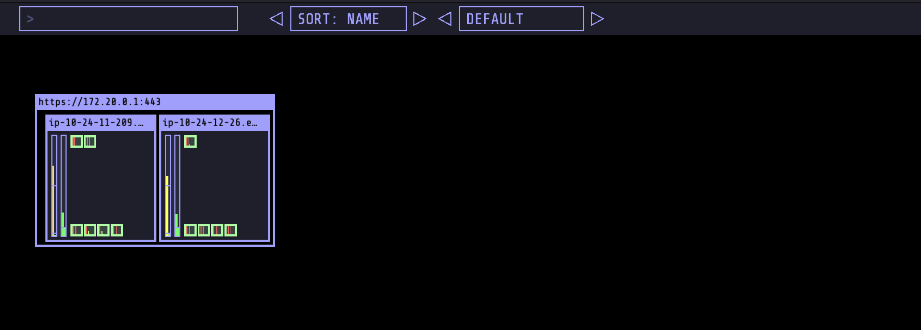 >
SORT: NAME
DEFAULT
https://172.20.0.1:443
ip-10-24-11-209.…
ip-10-24-12-26.e…